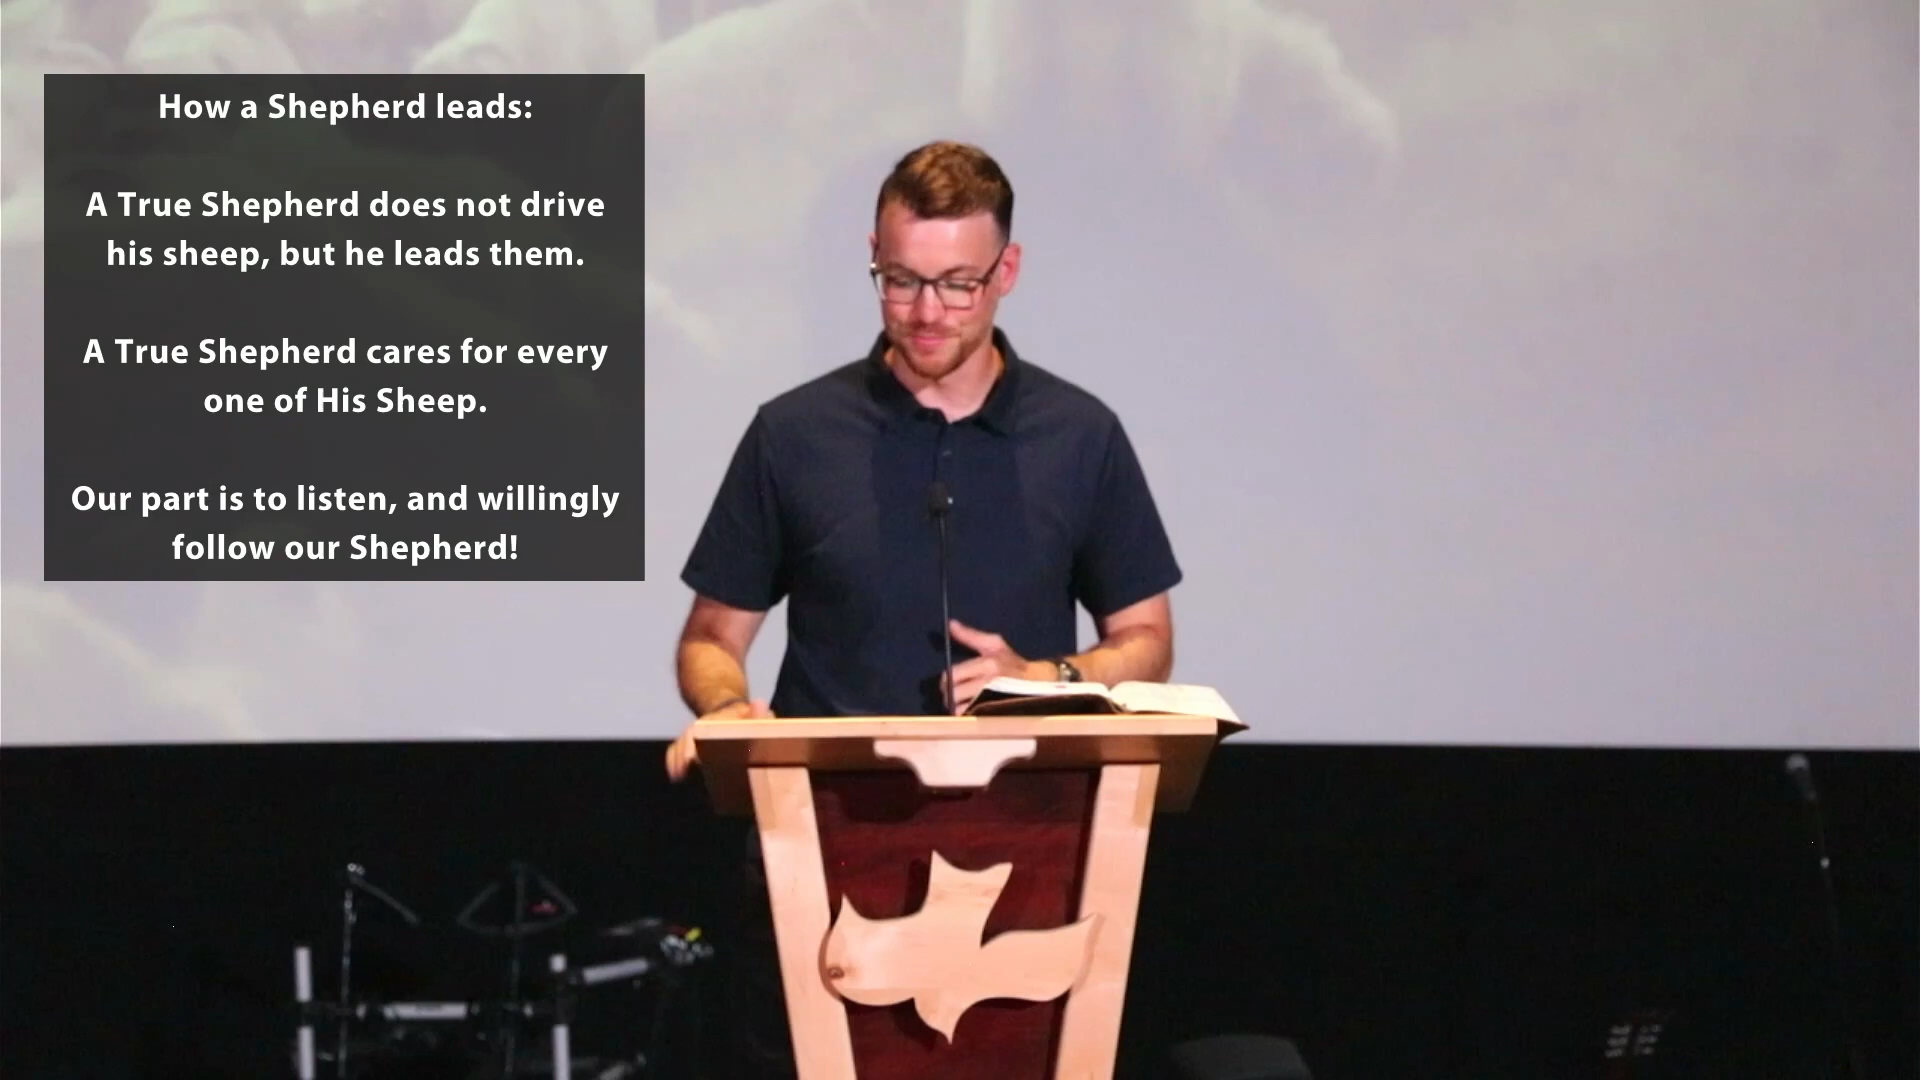 How a Shepherd leads:
A True Shepherd does not drive
his sheep, but he leads them.
A True Shepherd cares for every
one of His Sheep.
Our part is to listen, and willingly
follow our Shepherd!